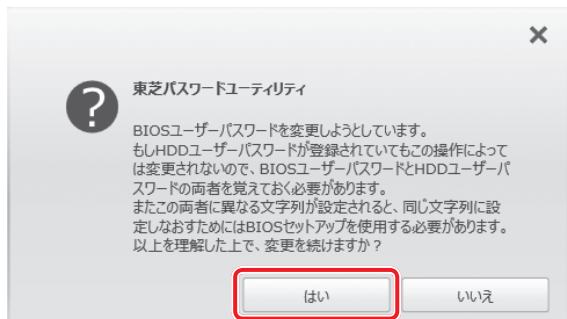 東芝パスワードユーティリティ
BIOSユーザーパスワードを変更しようとしています。
もしHDDユーザーパスワードが登録されていてもこの操作によって
は変更されないので、BIOSユーザーパスワードとHDDユーザーパ
スワードの両者を覚えておく必要があります。
またこの両者に異なる文字列が設定されると、同じ文字列に設
定しなおすためにはBIOSセットアップを使用する必要があります。
以上を理解した上で、変更を続けますか？
はい
いいえ